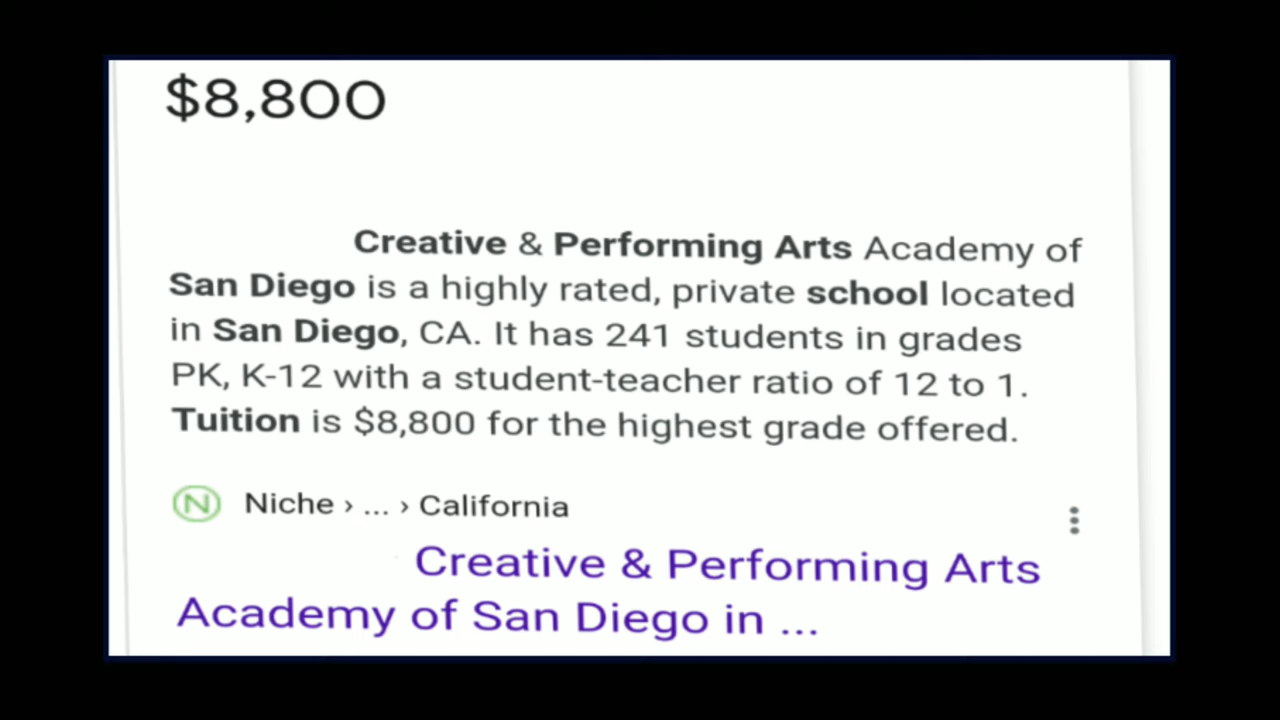 $8,800
Creative & Performing Arts Academy of
San Diego is a highly rated, private school located
in San Diego, CA. It has 241 students in grades
PK, K-12 with a student-teacher ratio of 12 to 1.
Tuition is $8,800 for the highest grade offered.
N
Niche › ... › California
Creative & Performing Arts
Academy of San Diego in ...